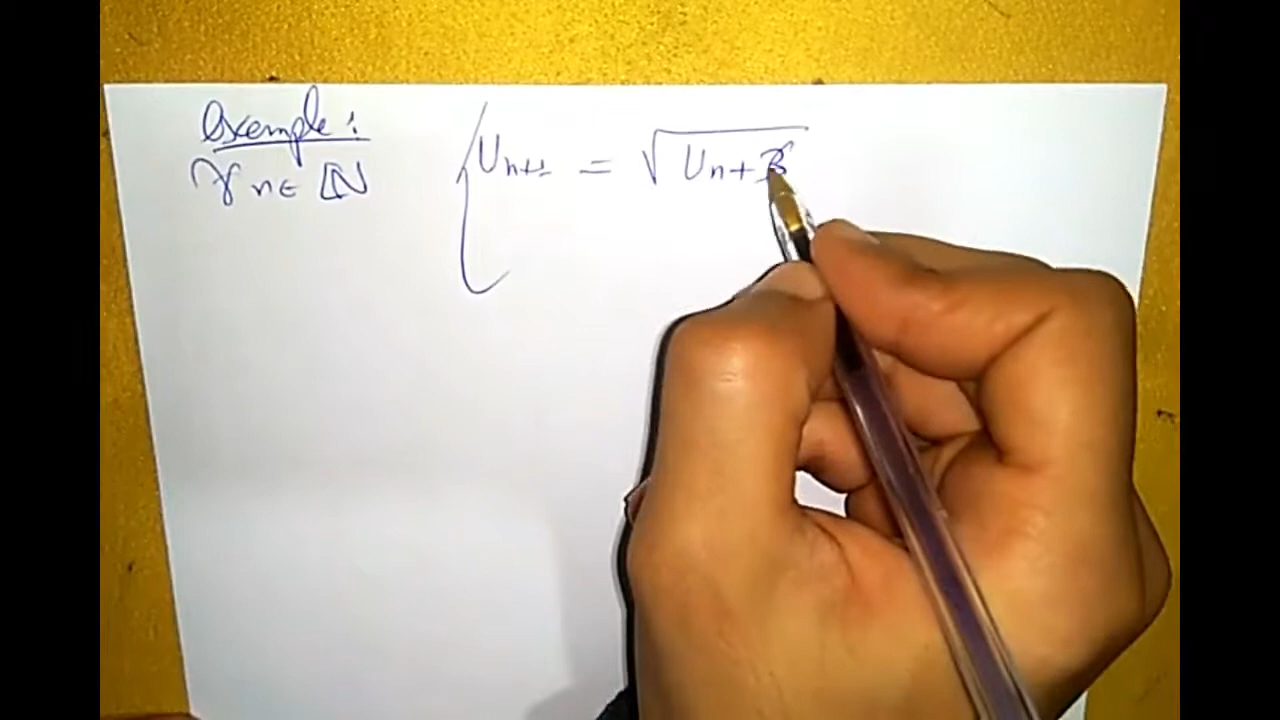 exemple :
∀ n ∈ ℕ
{ Un+1 = √Un+